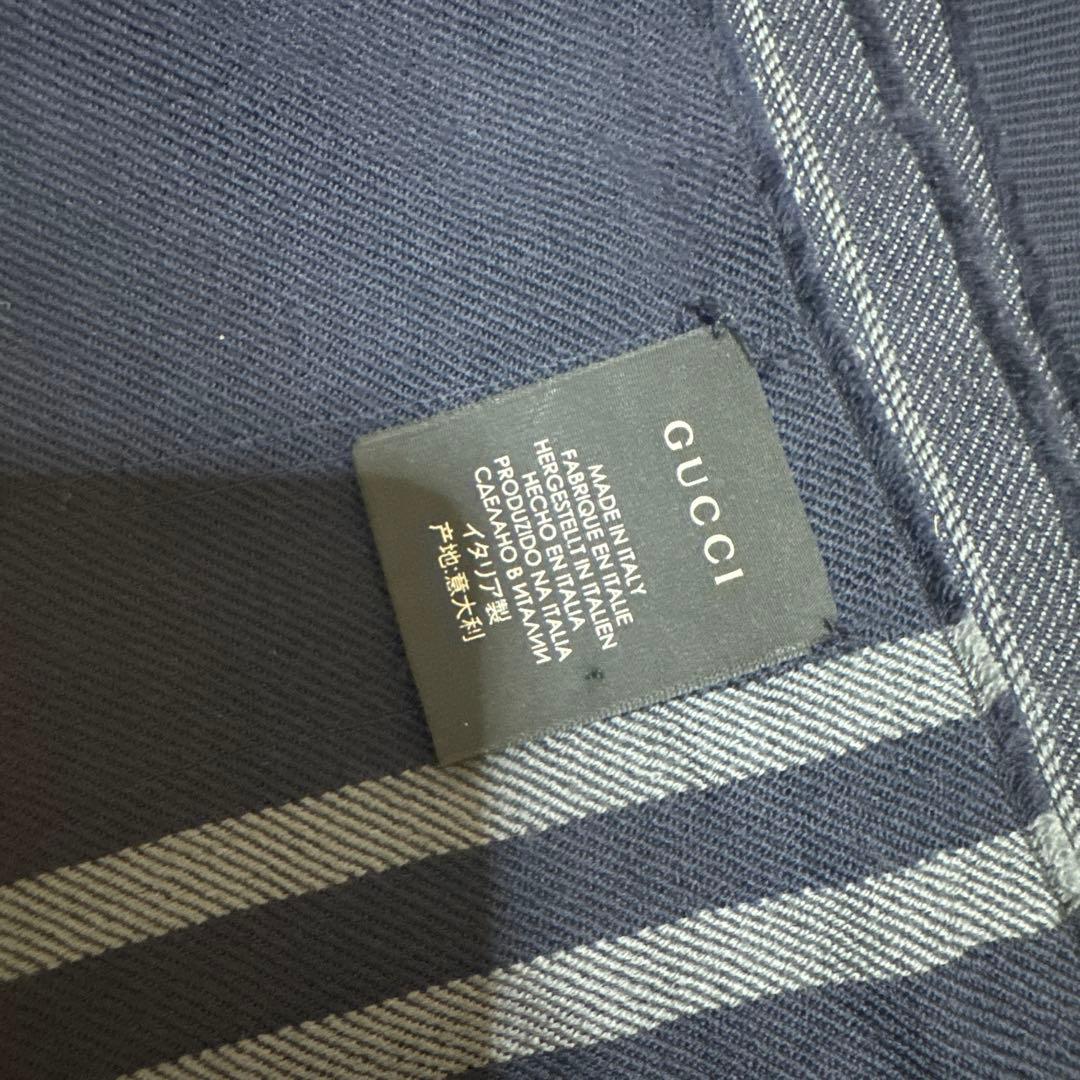 GUCCI
MADE IN ITALY
FABRIQUE EN ITALIE
HERGESTELLT IN ITALIEN
HECHO EN ITALIA
PRODUZIDO NA ITALIA
СДЕЛАНО В ИТАЛИИ
イタリア製
产地:意大利